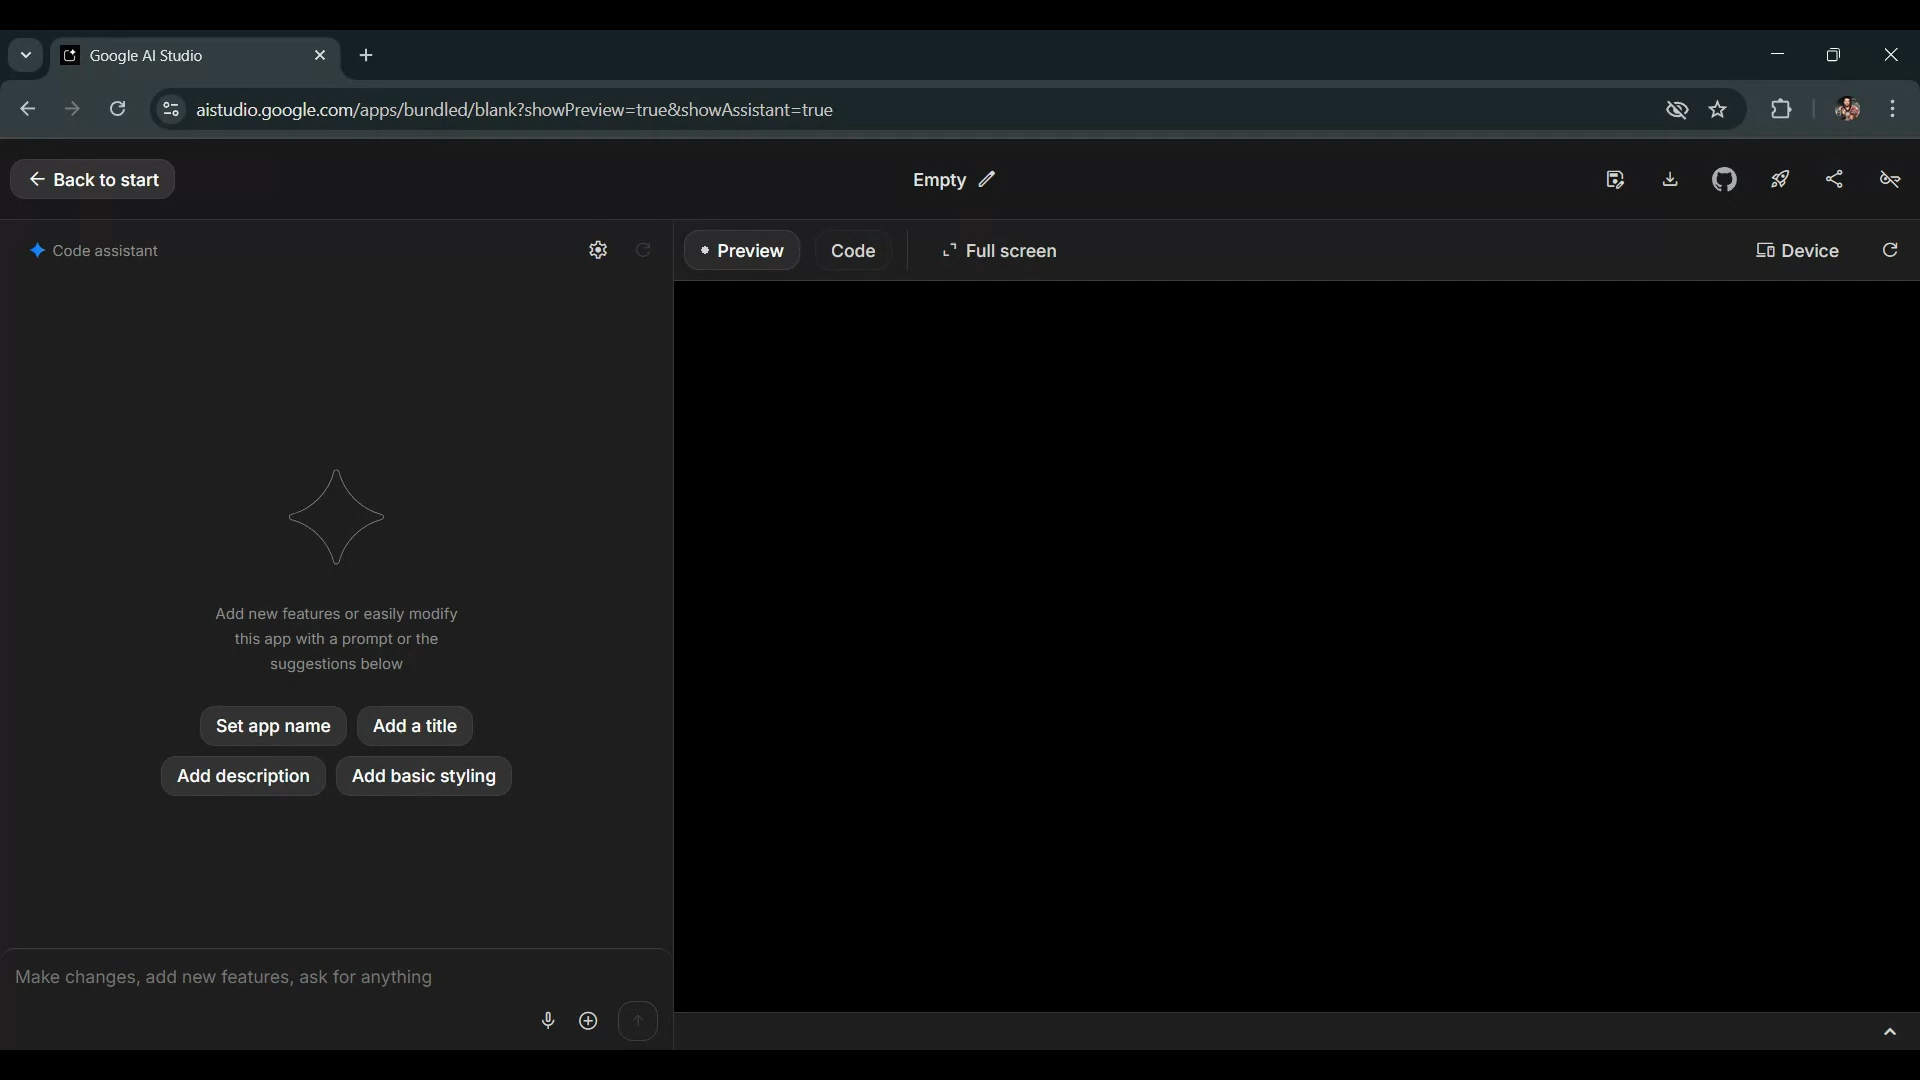 Google AI Studio
aistudio.google.com/apps/bundled/blank?showPreview=true&showAssistant=true
Back to start
Empty
Code assistant
Preview
Code
Full screen
Device
Add new features or easily modify
this app with a prompt or the
suggestions below
Set app name
Add a title
Add description
Add basic styling
Make changes, add new features, ask for anything